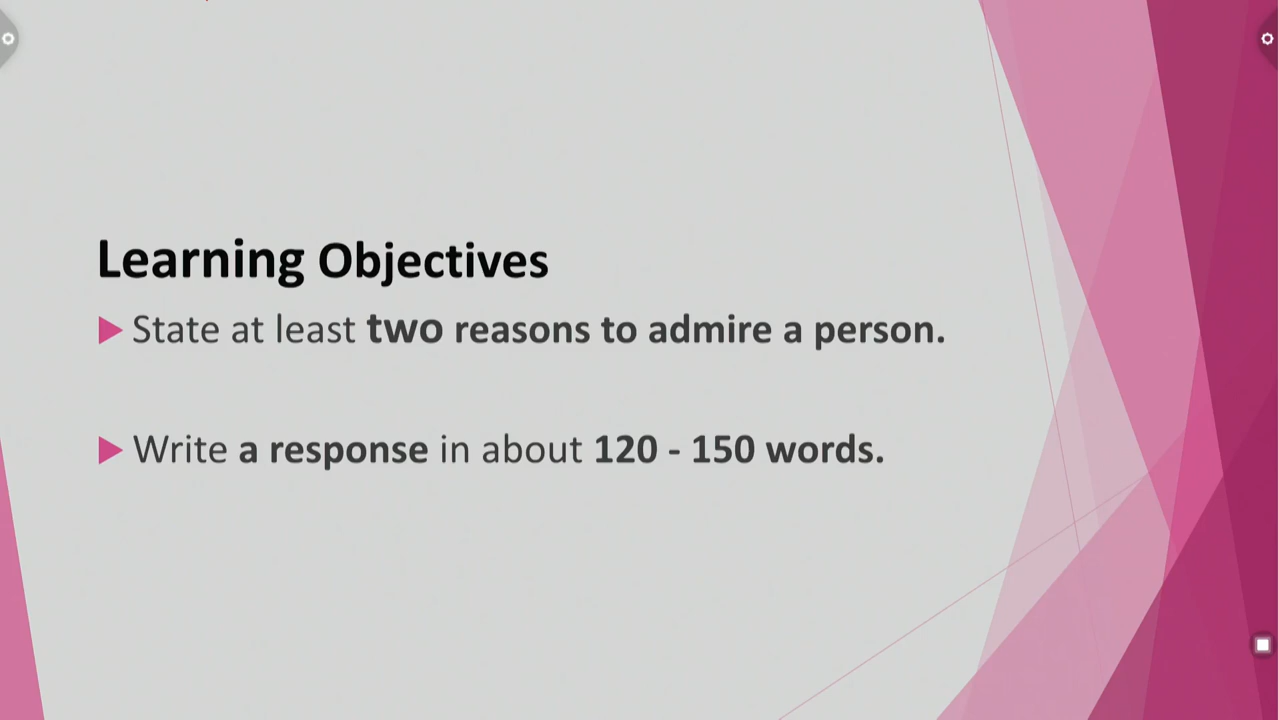 Learning Objectives
State at least two reasons to admire a person.
Write a response in about 120 - 150 words.